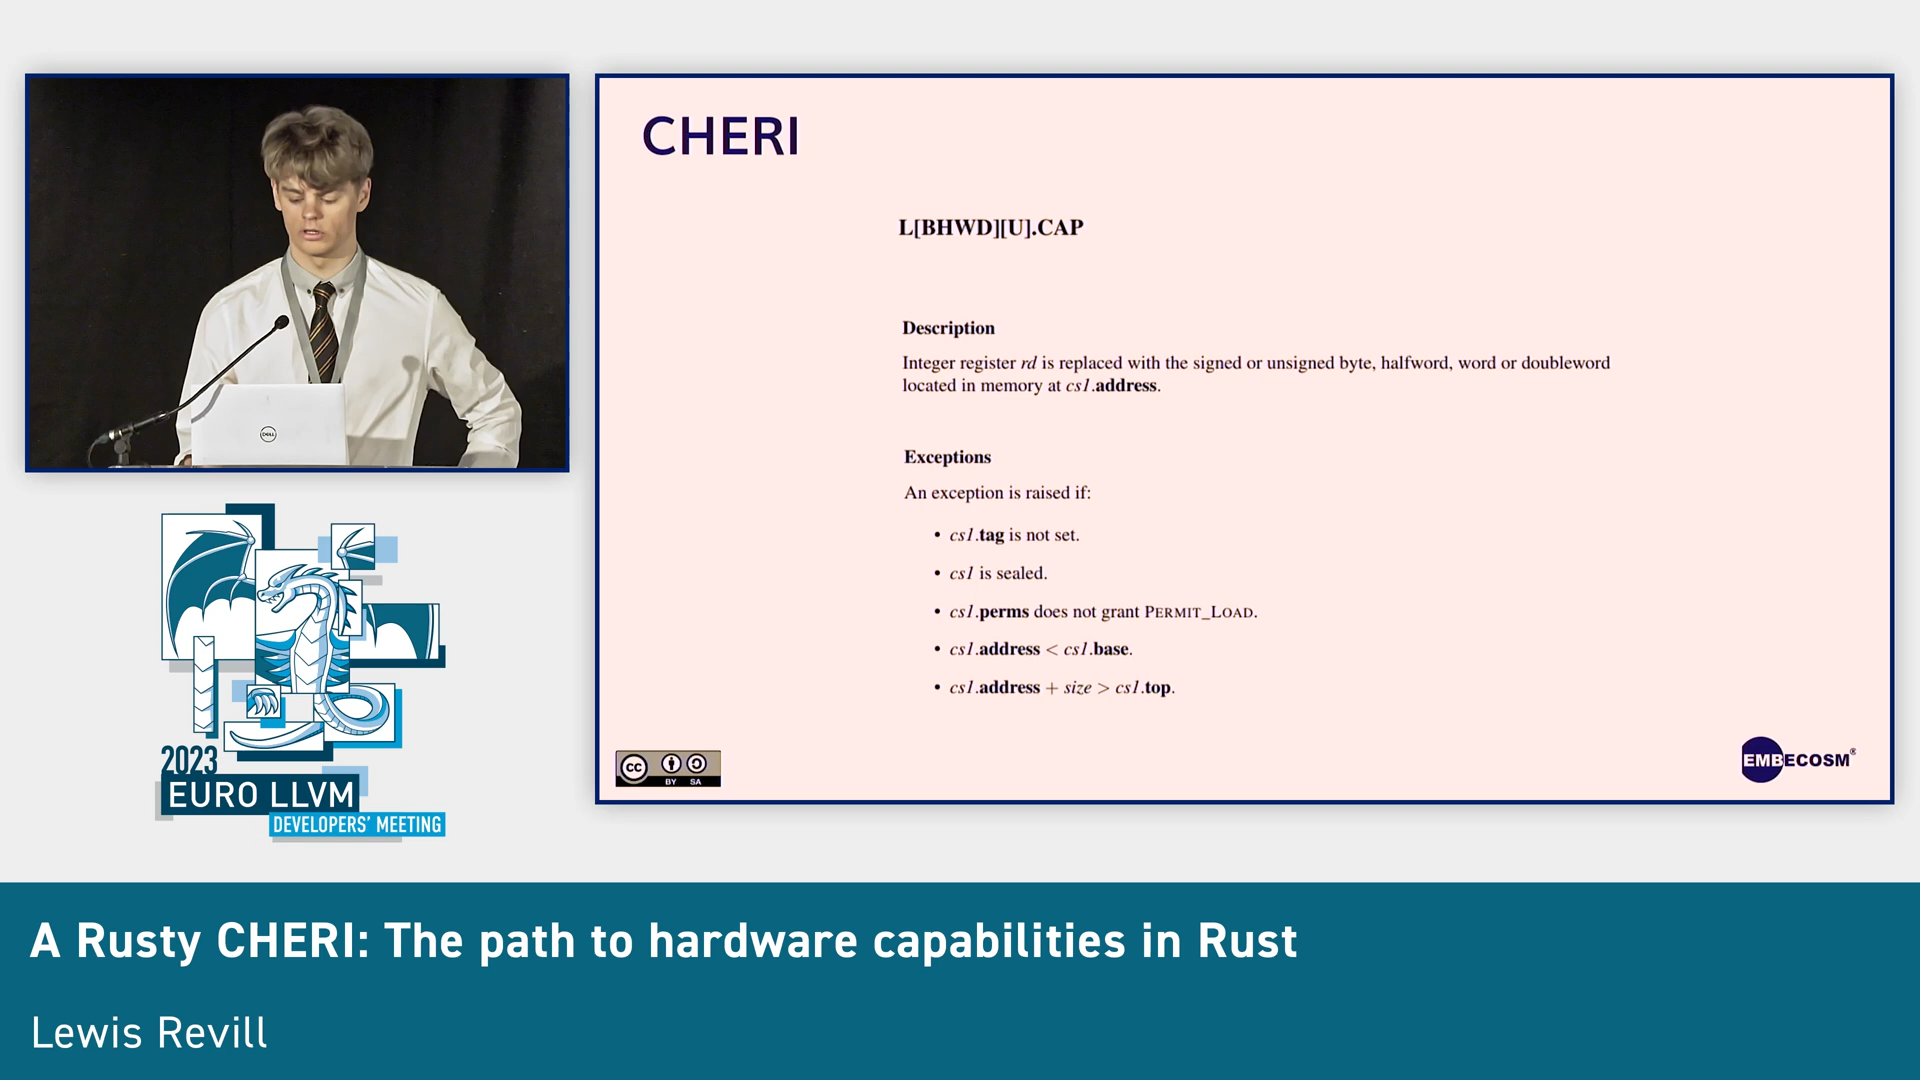 CHERI
L[BHWD][U].CAP
Description
Integer register rd is replaced with the signed or unsigned byte, halfword, word or doubleword
located in memory at cs1.address.
Exceptions
An exception is raised if:
• cs1.tag is not set.
• cs1 is sealed.
• cs1.perms does not grant PERMIT_LOAD.
• cs1.address < cs1.base.
• cs1.address + size > cs1.top.
cc
BY SA
EMBECOSM®
DELL
2023
EURO LLVM
DEVELOPERS' MEETING
A Rusty CHERI: The path to hardware capabilities in Rust
Lewis Revill